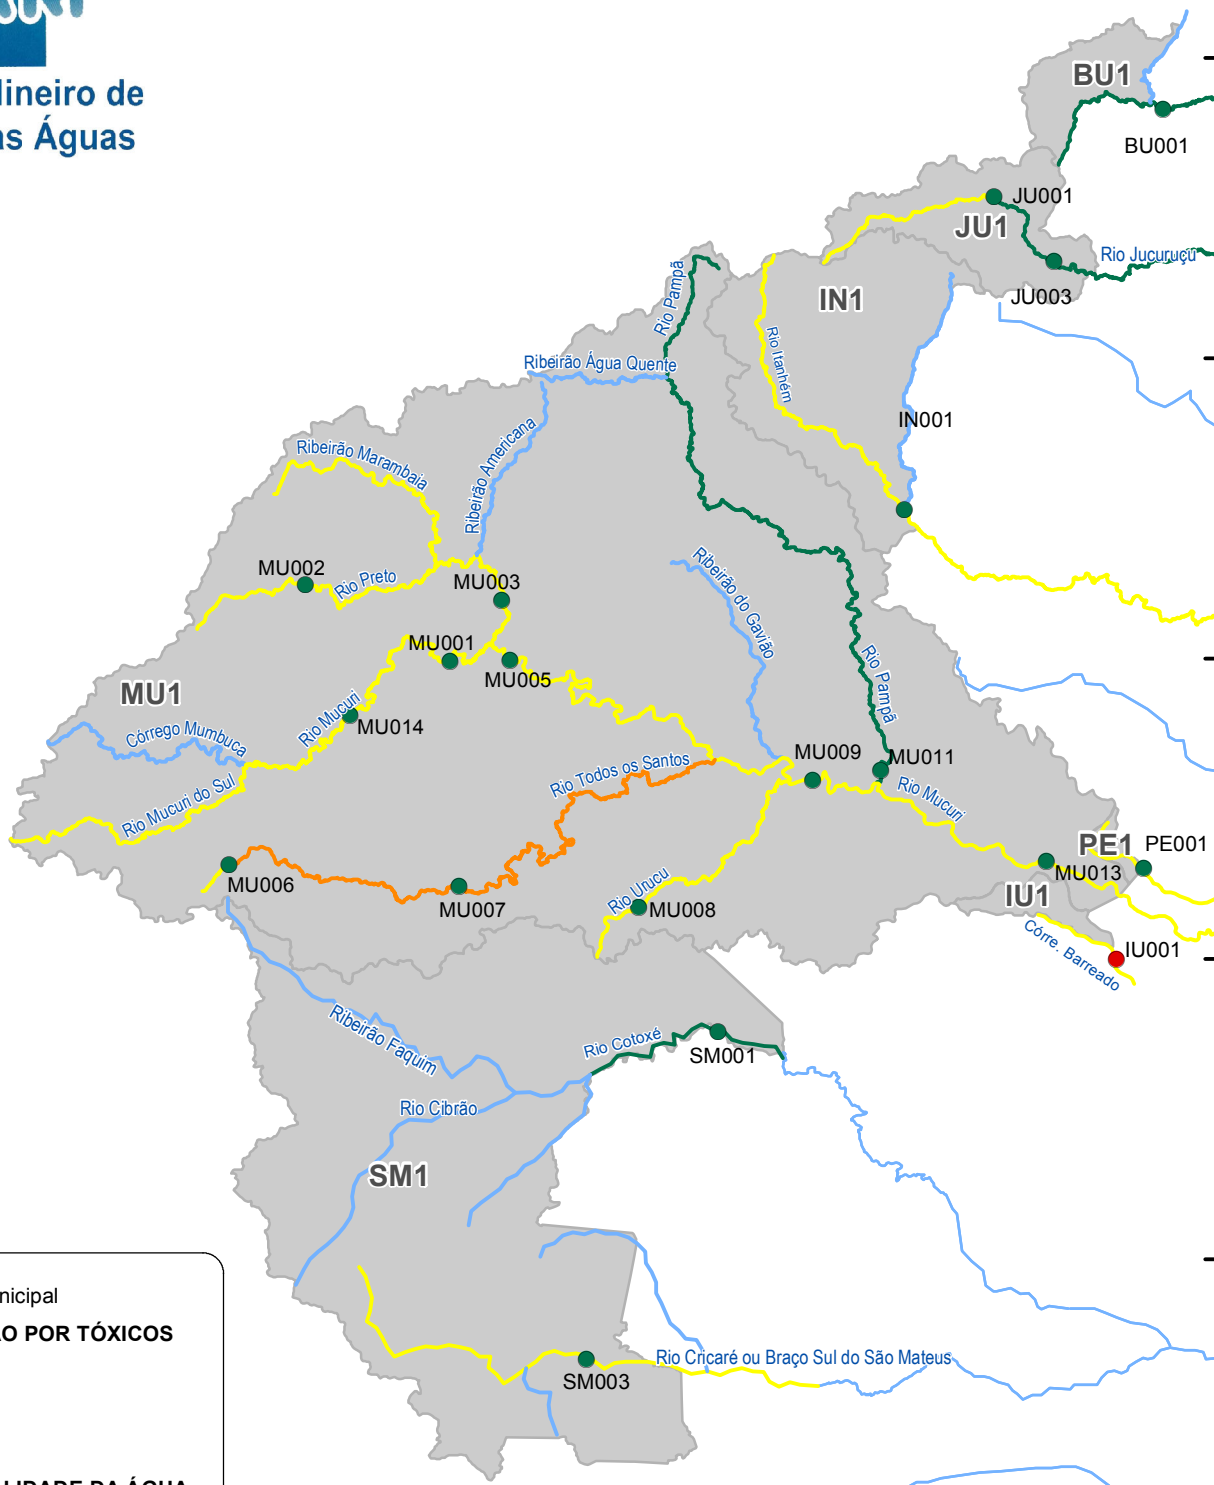 lineiro de
as Águas
BU1
BU001
JU001
JU1
Rio Jucuruçu
JU003
IN1
Rio Pampã
Rio Itanhém
Ribeirão Água Quente
IN001
Ribeirão Americana
Ribeirão Marambaia
MU002
Rio Preto
MU003
Ribeirão do Gavião
MU001
MU005
MU1
Rio Mucuri
MU014
Rio Pampã
Córrego Mumbuca
Rio Todos os Santos
MU009
MU011
Rio Mucuri
Rio Mucuri do Sul
PE1
PE001
MU013
MU006
MU007
Rio Urucu
MU008
IU1
Córre. Barreado
IU001
Ribeirão Faquim
Rio Cotoxé
SM001
Rio Cibrão
SM1
nicipal
ÃO POR TÓXICOS
Rio Cricaré ou Braço Sul do São Mateus
SM003